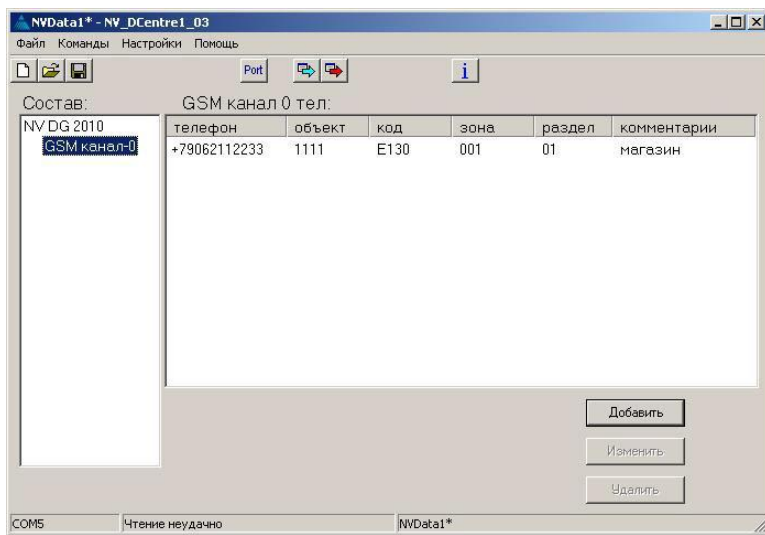 NVData1* - NV_DCentre1_03
Файл Команды Настройки Помощь
Port i
Состав: GSM канал 0 тел:
NV DG 2010
GSM канал-0
телефон объект код зона раздел комментарии
+79062112233 1111 E130 001 01 магазин
Добавить
Изменить
Удалить
COM5 Чтение неудачно NVData1*